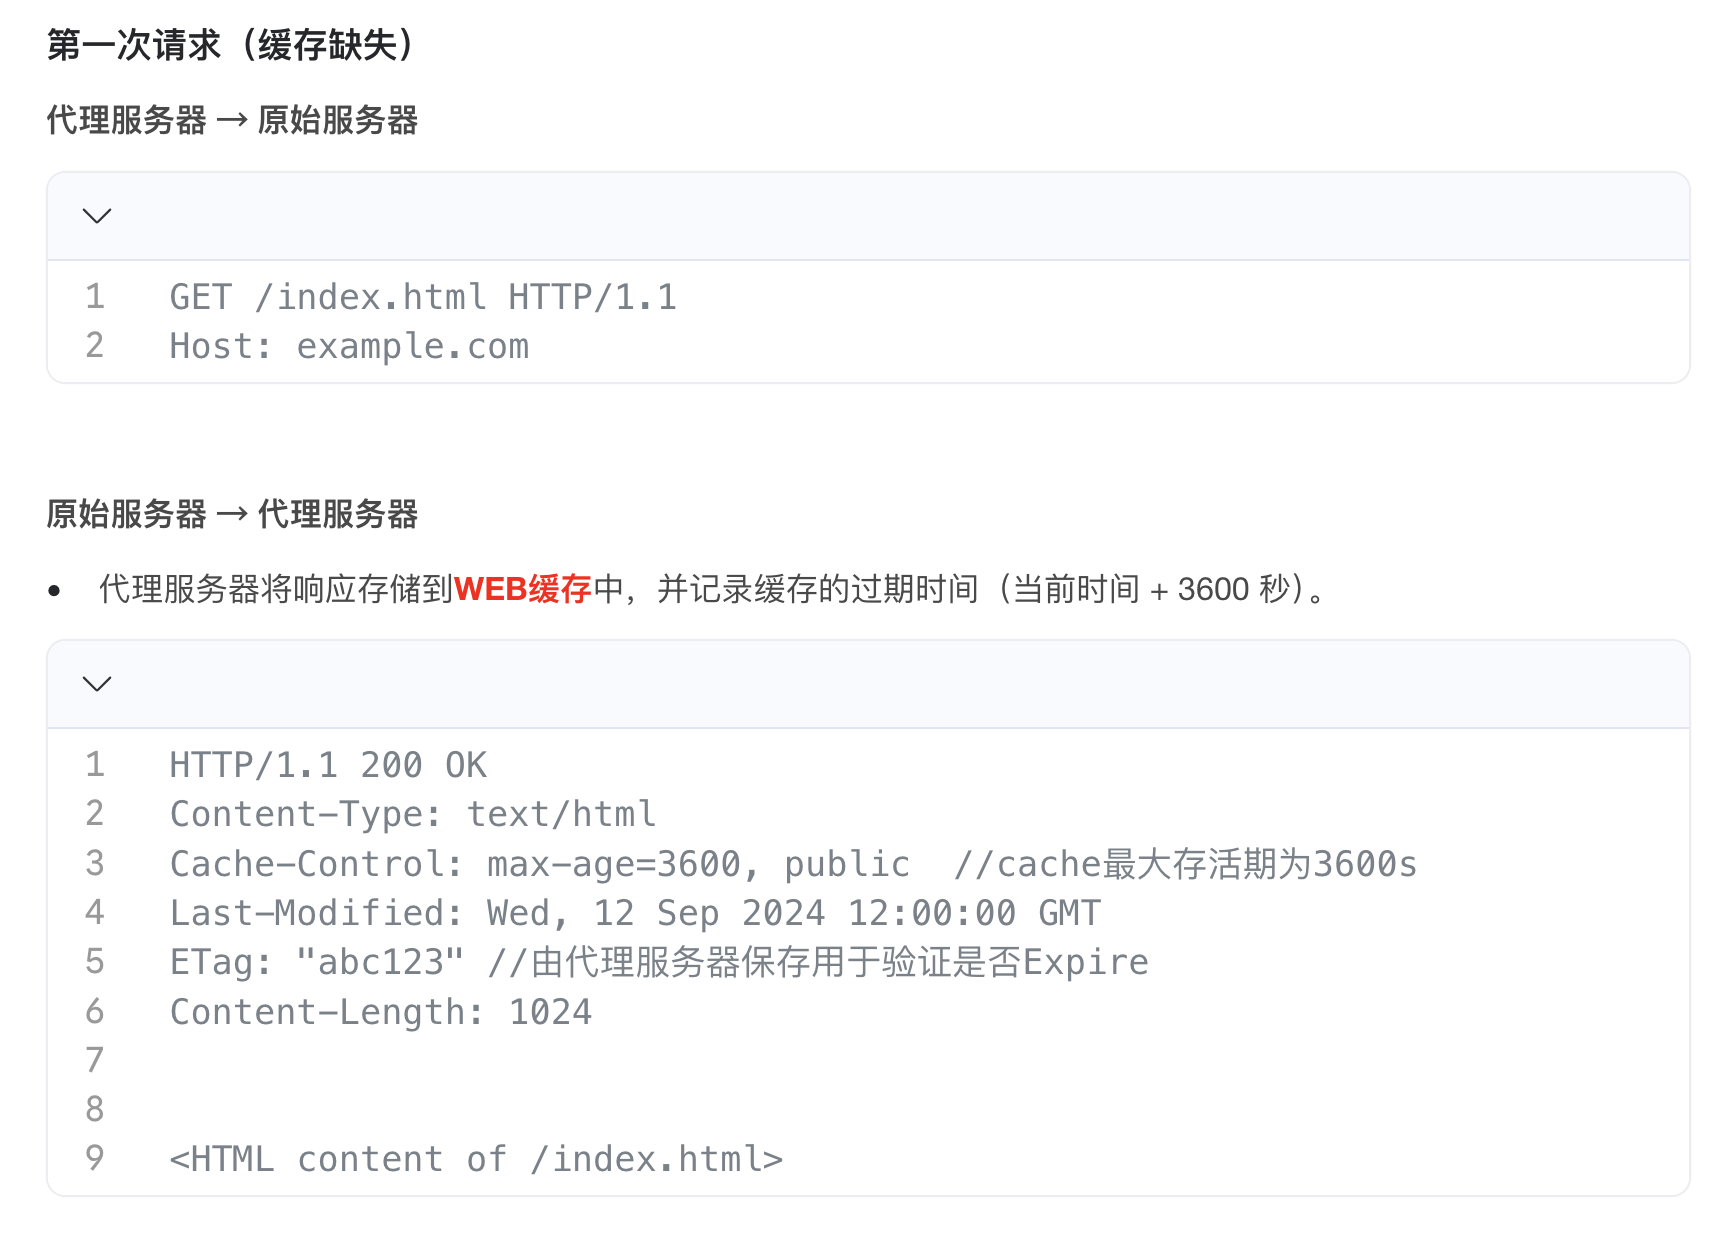 第一次请求（缓存缺失）
代理服务器 → 原始服务器
1 GET /index.html HTTP/1.1
2 Host: example.com
原始服务器 → 代理服务器
• 代理服务器将响应存储到WEB缓存中，并记录缓存的过期时间（当前时间 + 3600 秒）。
1 HTTP/1.1 200 OK
2 Content-Type: text/html
3 Cache-Control: max-age=3600, public  //cache最大存活期为3600s
4 Last-Modified: Wed, 12 Sep 2024 12:00:00 GMT
5 ETag: "abc123" //由代理服务器保存用于验证是否Expire
6 Content-Length: 1024
7
8
9 <HTML content of /index.html>